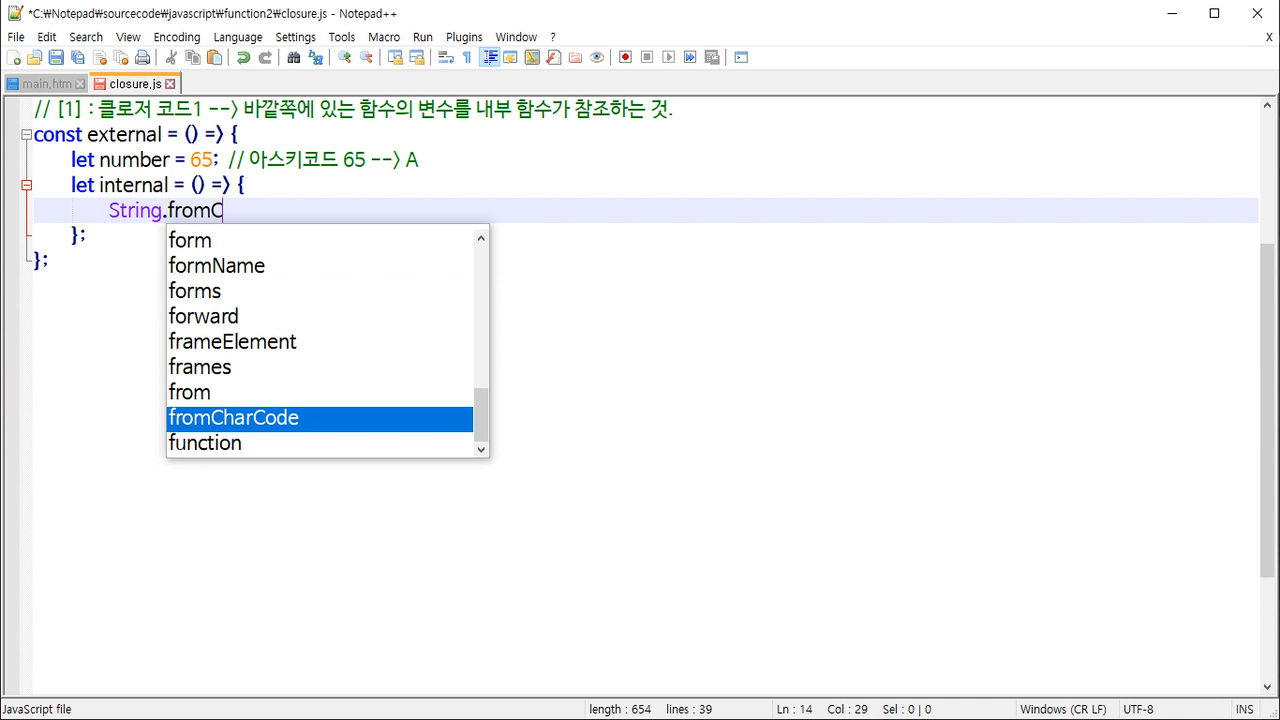 *C:₩Notepad₩sourcecode₩javascript₩function2₩closure.js - Notepad++
File Edit Search View Encoding Language Settings Tools Macro Run Plugins Window ? X
main.htm closure.js
// [1] : 클로저 코드1 --> 바깥쪽에 있는 함수의 변수를 내부 함수가 참조하는 것.
const external = () => {
let number = 65; // 아스키코드 65 --> A
let internal = () => {
String.fromC
};
};
form
formName
forms
forward
frameElement
frames
from
fromCharCode
function
JavaScript file length : 654 lines : 39 Ln : 14 Col : 29 Sel : 0 | 0 Windows (CR LF) UTF-8 INS